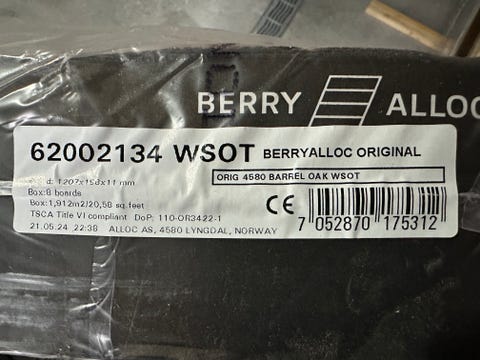 BERRY ALLOC
62002134 WSOT BERRYALLOC ORIGINAL
ORIG 4580 BARREL OAK WSOT
d: 1207x198x11 mm
Box:8 boards
Box:1,912m2/20,58 sq.feet
TSCA Title VI compliant DoP: 110-OR3422-1
21.05.24 22:38 ALLOC AS, 4580 LYNGDAL, NORWAY
CE
7 052870 175312